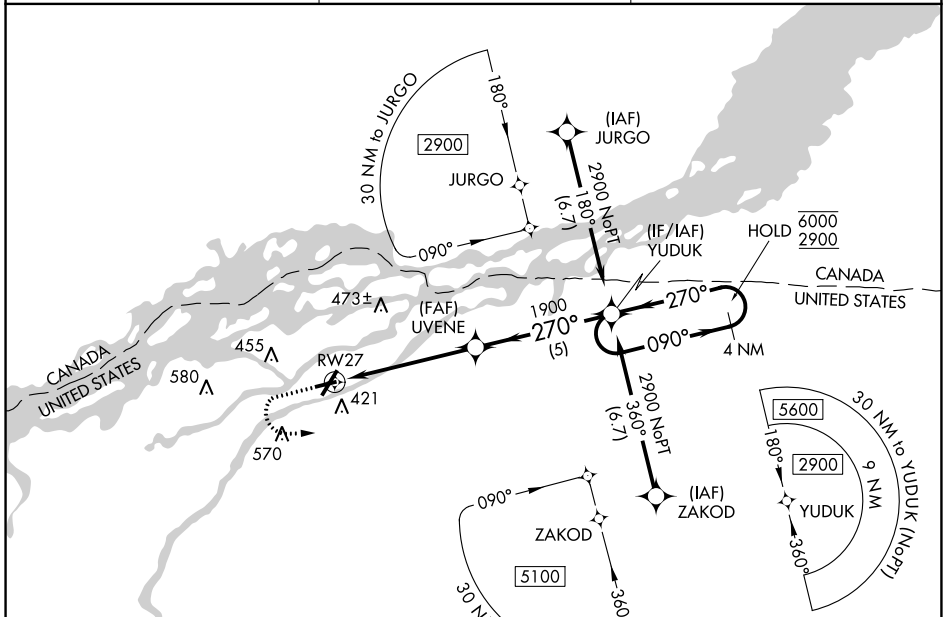 30 NM to JURGO
180°
2900
JURGO
090°
(IAF)
JURGO
2900 NoPT
180°
(6.7)
(IF/IAF)
YUDUK
HOLD 6000
2900
CANADA
UNITED STATES
270°
090°
4 NM
1900
270°
(5)
(FAF)
UVENE
473±
455
580
RW27
421
570
CANADA
UNITED STATES
2900 NoPT
360°
(6.7)
(IAF)
ZAKOD
090°
ZAKOD
5100
360
30 N
5600
30 NM to YUDUK (NoPT)
180°
2900
9 NM
YUDUK
360°